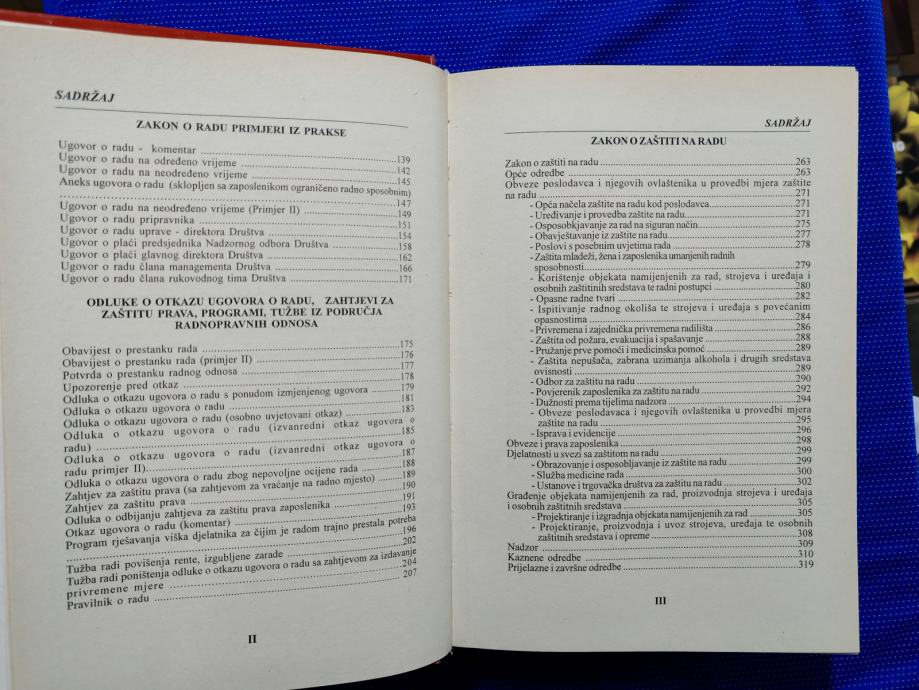 SADRŽAJ
ZAKON O RADU PRIMJERI IZ PRAKSE
Ugovor o radu - komentar ... 139
Ugovor o radu na određeno vrijeme ... 142
Ugovor o radu na neodređeno vrijeme ... 145
Aneks ugovora o radu (sklopljen sa zaposlenikom ograničeno radno sposobnim)
... 147
Ugovor o radu na neodređeno vrijeme (Primjer II) ... 149
Ugovor o radu pripravnika ... 151
Ugovor o radu uprave - direktora Društva ... 154
Ugovor o plaći predsjednika Nadzornog odbora Društva ... 158
Ugovor o plaći glavnog direktora Društva ... 162
Ugovor o radu člana managementa Društva ... 166
Ugovor o radu člana rukovodnog tima Društva ... 171
ODLUKE O OTKAZU UGOVORA O RADU, ZAHTJEVI ZA
ZAŠTITU PRAVA, PROGRAMI, TUŽBE IZ PODRUČJA
RADNOPRAVNIH ODNOSA
Obavijest o prestanku rada ... 175
Obavijest o prestanku rada (primjer II) ... 176
Potvrda o prestanku radnog odnosa ... 177
Upozorenje pred otkaz ... 178
Odluka o otkazu ugovora o radu s ponudom izmjenjenog ugovora ... 179
Odluka o otkazu ugovora o radu ... 181
Odluka o otkazu ugovora o radu (osobno uvjetovani otkaz) ... 183
Odluka o otkazu ugovora o radu (izvanredni otkaz ugovora o
radu) ... 185
Odluka o otkazu ugovora o radu (izvanredni otkaz ugovora o
radu primjer II) ... 187
Odluka o otkazu ugovora o radu zbog nepovoljne ocijene rada ... 188
Zahtjev za zaštitu prava (sa zahtjevom za vraćanje na radno mjesto) ... 189
Zahtjev za zaštitu prava ... 190
Odluka o odbijanju zahtjeva za zaštitu prava zaposlenika ... 191
Otkaz ugovora o radu (komentar) ... 193
Program rješavanja viška djelatnika za čijim je radom trajno prestala potreba
... 196
Tužba radi povišenja rente, izgubljene zarade ... 202
Tužba radi poništenja odluke o otkazu ugovora o radu sa zahtjevom za izdavanje
privremene mjere ... 204
Pravilnik o radu ... 207
II
SADRŽAJ
ZAKON O ZAŠTITI NA RADU
Zakon o zaštiti na radu ... 263
Opće odredbe ... 263
Obveze poslodavca i njegovih ovlaštenika u provedbi mjera zaštite
na radu ... 271
- Opća načela zaštite na radu kod poslodavca ... 271
- Uređivanje i provedba zaštite na radu ... 271
- Osposobkjavanje za rad na siguran način ... 275
- Obavještavanje iz zaštite na radu ... 277
- Poslovi s posebnim uvjetima rada ... 278
- Zaštita mladeži, žena i zaposlenika umanjenih radnih
sposobnosti ... 279
- Korištenje objekata namijenjenih za rad, strojeva i uređaja i
osobnih zaštitinih sredstava te radni postupci ... 280
- Opasne radne tvari ... 282
- Ispitivanje radnog okoliša te strojeva i uređaja s povećanim
opasnostima ... 284
- Privremena i zajednička privremena radilišta ... 286
- Zaštita od požara, evakuacija i spašavanje ... 288
- Pružanje prve pomoći i medicinska pomoć ... 289
- Zaštita nepušača, zabrana uzimanja alkohola i drugih sredstava
ovisnosti ... 289
- Odbor za zaštitu na radu ... 290
- Povjerenik zaposlenika za zaštitu na radu ... 292
- Dužnosti prema tijelima nadzora ... 294
- Obveze poslodavaca i njegovih ovlaštenika u provedbi mjera
zaštite na radu ... 295
- Isprava i evidencije ... 296
Obveze i prava zaposlenika ... 298
Djelatnosti u svezi sa zaštitom na radu ... 299
- Obrazovanje i osposobljavanje iz zaštite na radu ... 299
- Služba medicine rada ... 300
- Ustanove i trgovačka društva za zaštitu na radu ... 302
Građenje objekata namijenjenih za rad, proizvodnja strojeva i uređaja
i osobnih zaštitnih sredstava ... 305
- Projektiranje i izgradnja objekata namijenjenih za rad ... 305
- Projektiranje, proizvodnja i uvoz strojeva, uređaja te osobnih
zaštitnih sredstava i opreme ... 308
Nadzor ... 309
Kaznene odredbe ... 310
Prijelazne i završne odredbe ... 319
III